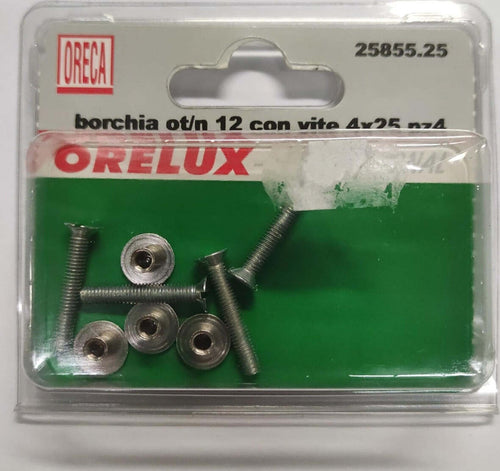 ORECA
25855.25
borchia ot/n 12 con vite 4x25 pz4
ORELUX